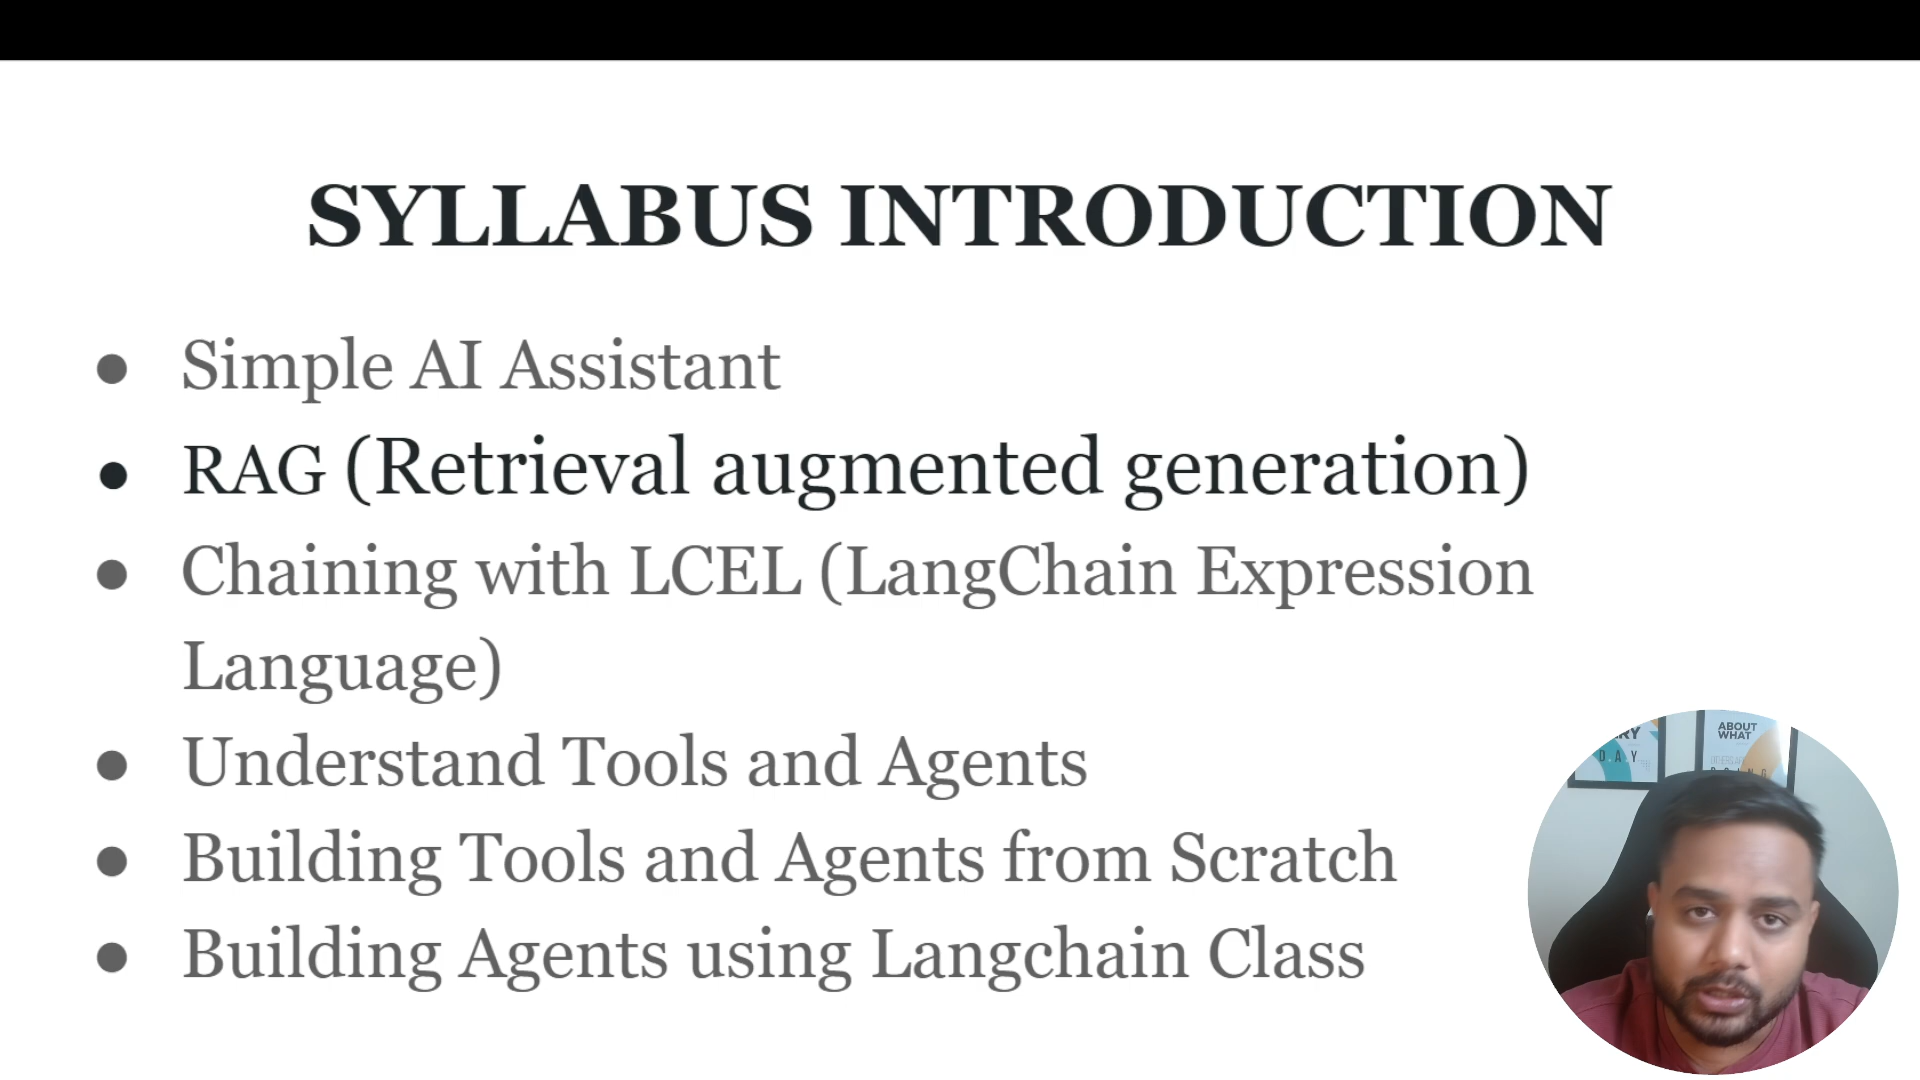 SYLLABUS INTRODUCTION
● Simple AI Assistant
● RAG (Retrieval augmented generation)
● Chaining with LCEL (LangChain Expression
Language)
● Understand Tools and Agents
● Building Tools and Agents from Scratch
● Building Agents using Langchain Class
ABOUT
WHAT
DAY